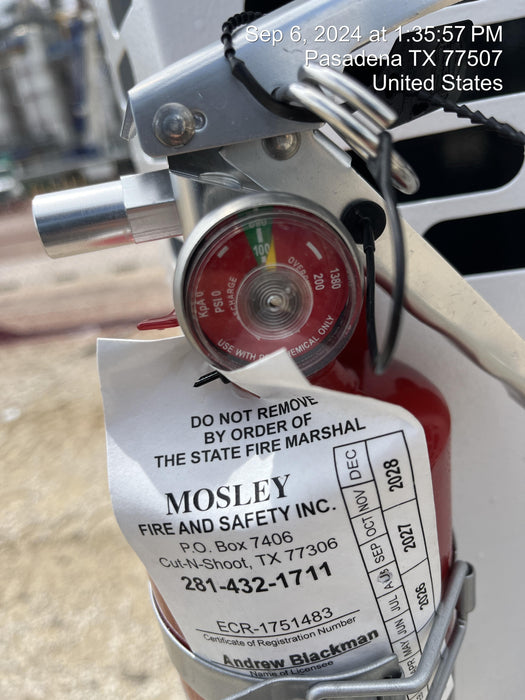 Sep 6, 2024 at 1:35:57 PM
Pasadena TX 77507
United States
100
KpA 0
PSI 0
200
1380
USE WITH
CHEMICAL ONLY
DO NOT REMOVE
BY ORDER OF
THE STATE FIRE MARSHAL
MOSLEY
FIRE AND SAFETY INC.
P.O. Box 7406
Cut-N-Shoot, TX 77306
281-432-1711
ECR-1751483
Certificate of Registration Number
Andrew Blackman
Name of Licensee
MAY JUN JUL AUG SEP OCT NOV DEC
2026 2027 2028